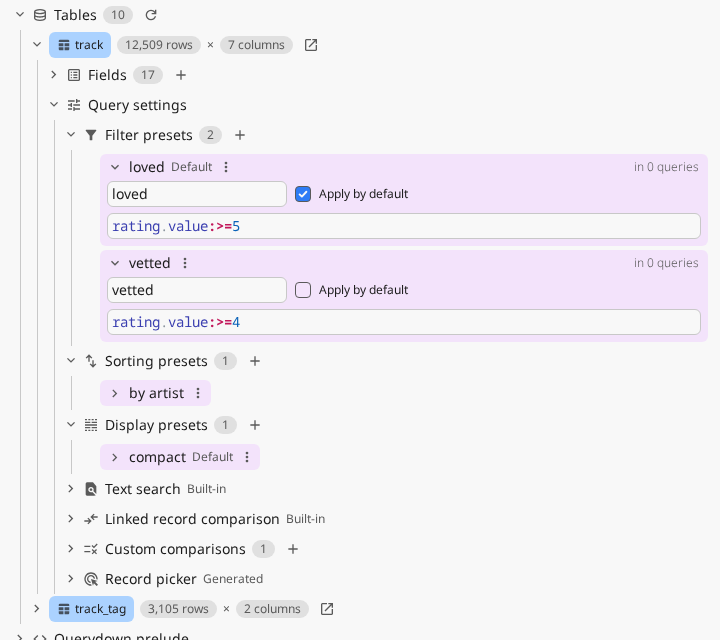 Tables 10
track 12,509 rows × 7 columns
Fields 17
Query settings
Filter presets 2
loved Default in 0 queries
loved Apply by default
rating.value:>=5
vetted in 0 queries
vetted Apply by default
rating.value:>=4
Sorting presets 1
by artist
Display presets 1
compact Default
Text search Built-in
Linked record comparison Built-in
Custom comparisons 1
Record picker Generated
track_tag 3,105 rows × 2 columns
Querydown prelude